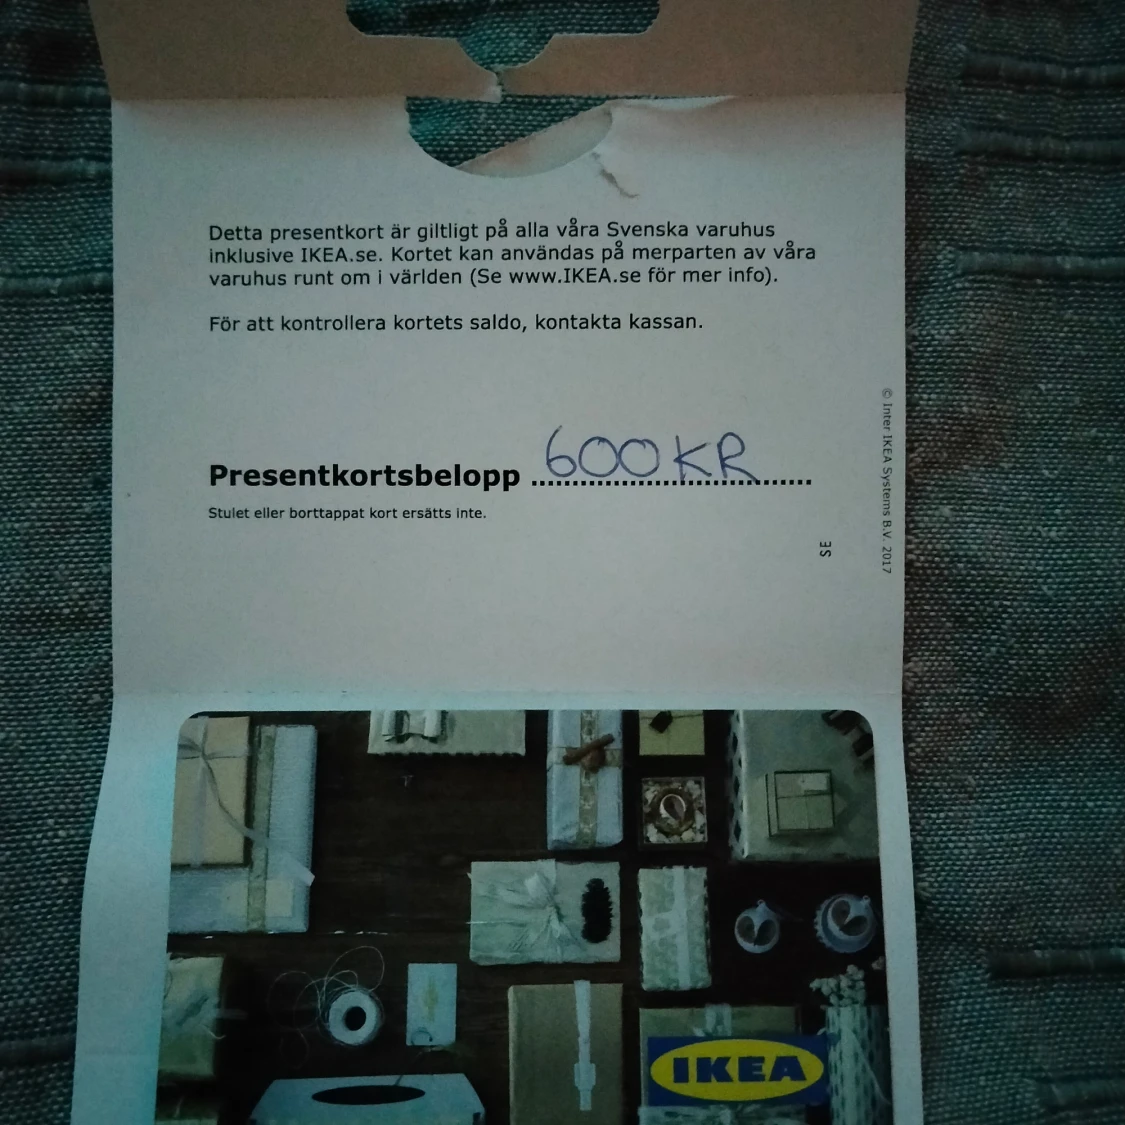 Detta presentkort är giltligt på alla våra Svenska varuhus
inklusive IKEA.se. Kortet kan användas på merparten av våra
varuhus runt om i världen (Se www.IKEA.se för mer info).
För att kontrollera kortets saldo, kontakta kassan.
Presentkortsbelopp 600 KR
Stulet eller borttappat kort ersätts inte.
SE
© Inter IKEA Systems B.V. 2017
IKEA